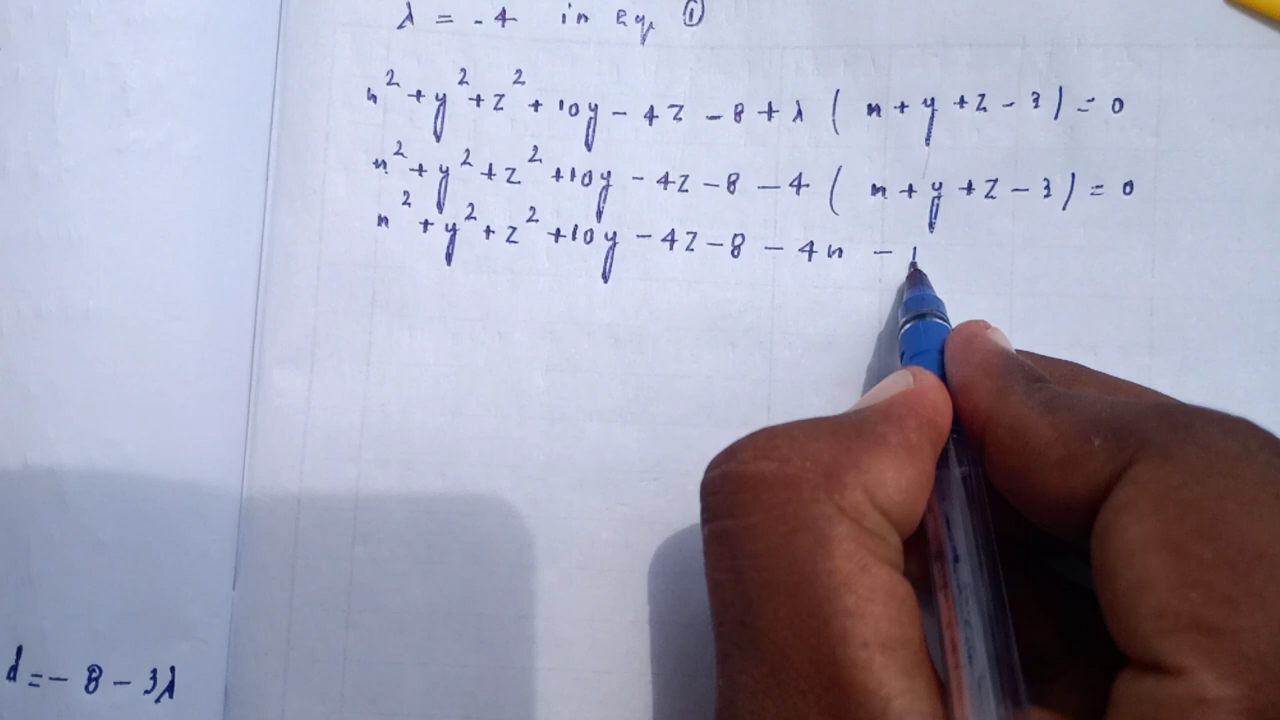 λ = -4 in Eq ①
x² + y² + z² + 10y - 4z - 8 + λ ( x + y + z - 3 ) = 0
x² + y² + z² + 10y - 4z - 8 - 4 ( x + y + z - 3 ) = 0
x² + y² + z² + 10y - 4z - 8 - 4x -
d = - 8 - 3λ